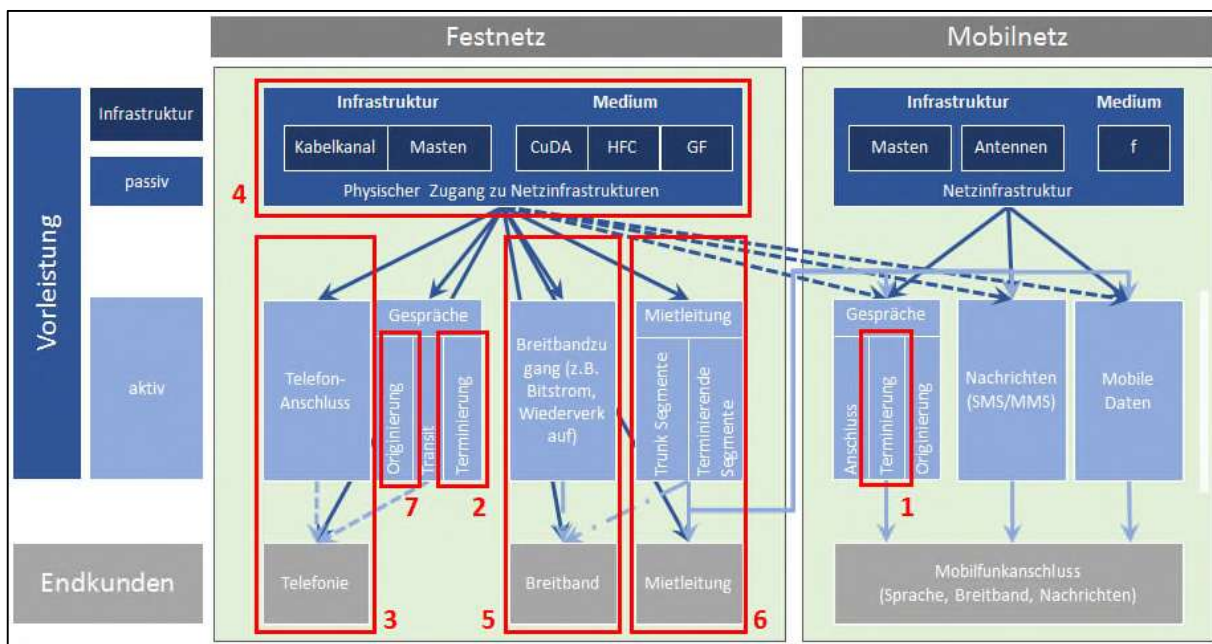 Festnetz
Mobilnetz
Vorleistung
Infrastruktur
passiv
aktiv
Endkunden
4
Infrastruktur
Medium
Kabelkanal
Masten
CuDA
HFC
GF
Physischer Zugang zu Netzinfrastrukturen
Infrastruktur
Medium
Masten
Antennen
f
Netzinfrastruktur
Telefon-
Anschluss
Gespräche
Originierung
Transit
Terminierung
7
2
Breitbandzu
gang (z.B.
Bitstrom,
Wiederverk
auf)
Mietleitung
Trunk Segmente
Terminierende
Segmente
Gespräche
Anschluss
Terminierung
Originierung
1
Nachrichten
(SMS/MMS)
Mobile
Daten
Telefonie
3
Breitband
5
Mietleitung
6
Mobilfunkanschluss
(Sprache, Breitband, Nachrichten)